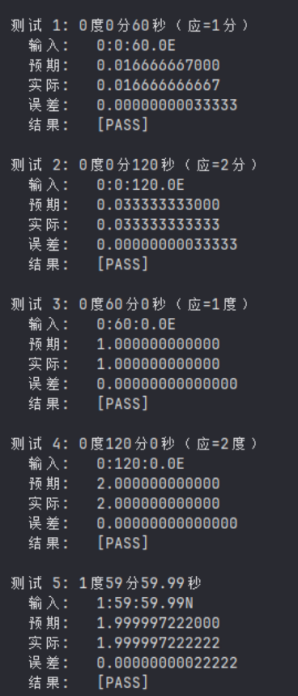 测试 1: 0度0分60秒（应=1分）
输入: 0:0:60.0E
预期: 0.016666667000
实际: 0.016666666667
误差: 0.00000000033333
结果: [PASS]
测试 2: 0度0分120秒（应=2分）
输入: 0:0:120.0E
预期: 0.033333333000
实际: 0.033333333333
误差: 0.00000000033333
结果: [PASS]
测试 3: 0度60分0秒（应=1度）
输入: 0:60:0.0E
预期: 1.000000000000
实际: 1.000000000000
误差: 0.00000000000000
结果: [PASS]
测试 4: 0度120分0秒（应=2度）
输入: 0:120:0.0E
预期: 2.000000000000
实际: 2.000000000000
误差: 0.00000000000000
结果: [PASS]
测试 5: 1度59分59.99秒
输入: 1:59:59.99N
预期: 1.999997222000
实际: 1.999997222222
误差: 0.00000000022222
结果: [PASS]